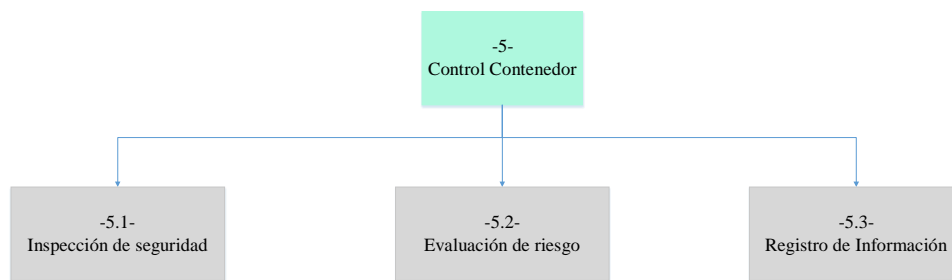 -5-
Control Contenedor
-5.1-
Inspección de seguridad
-5.2-
Evaluación de riesgo
-5.3-
Registro de Información